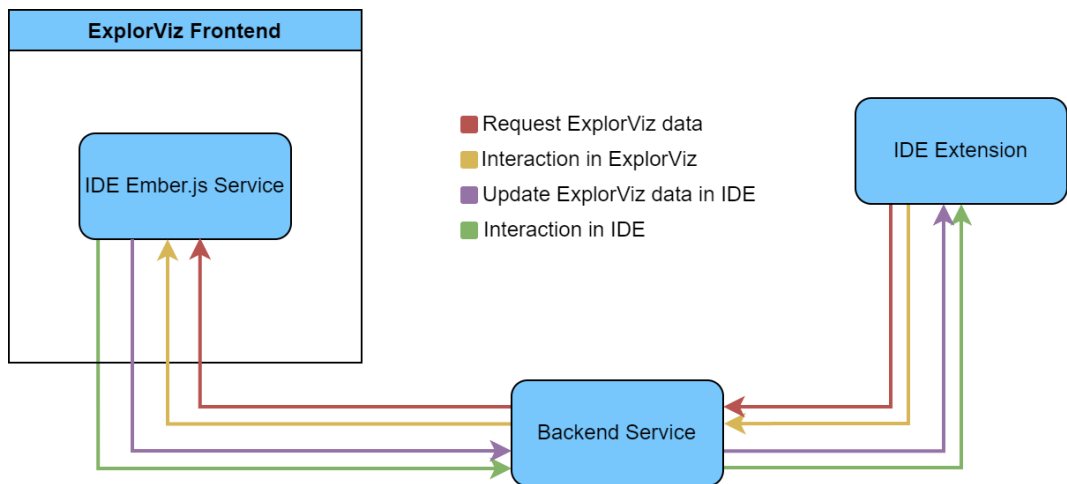 ExplorViz Frontend
IDE Ember.js Service
Request ExplorViz data
Interaction in ExplorViz
Update ExplorViz data in IDE
Interaction in IDE
IDE Extension
Backend Service